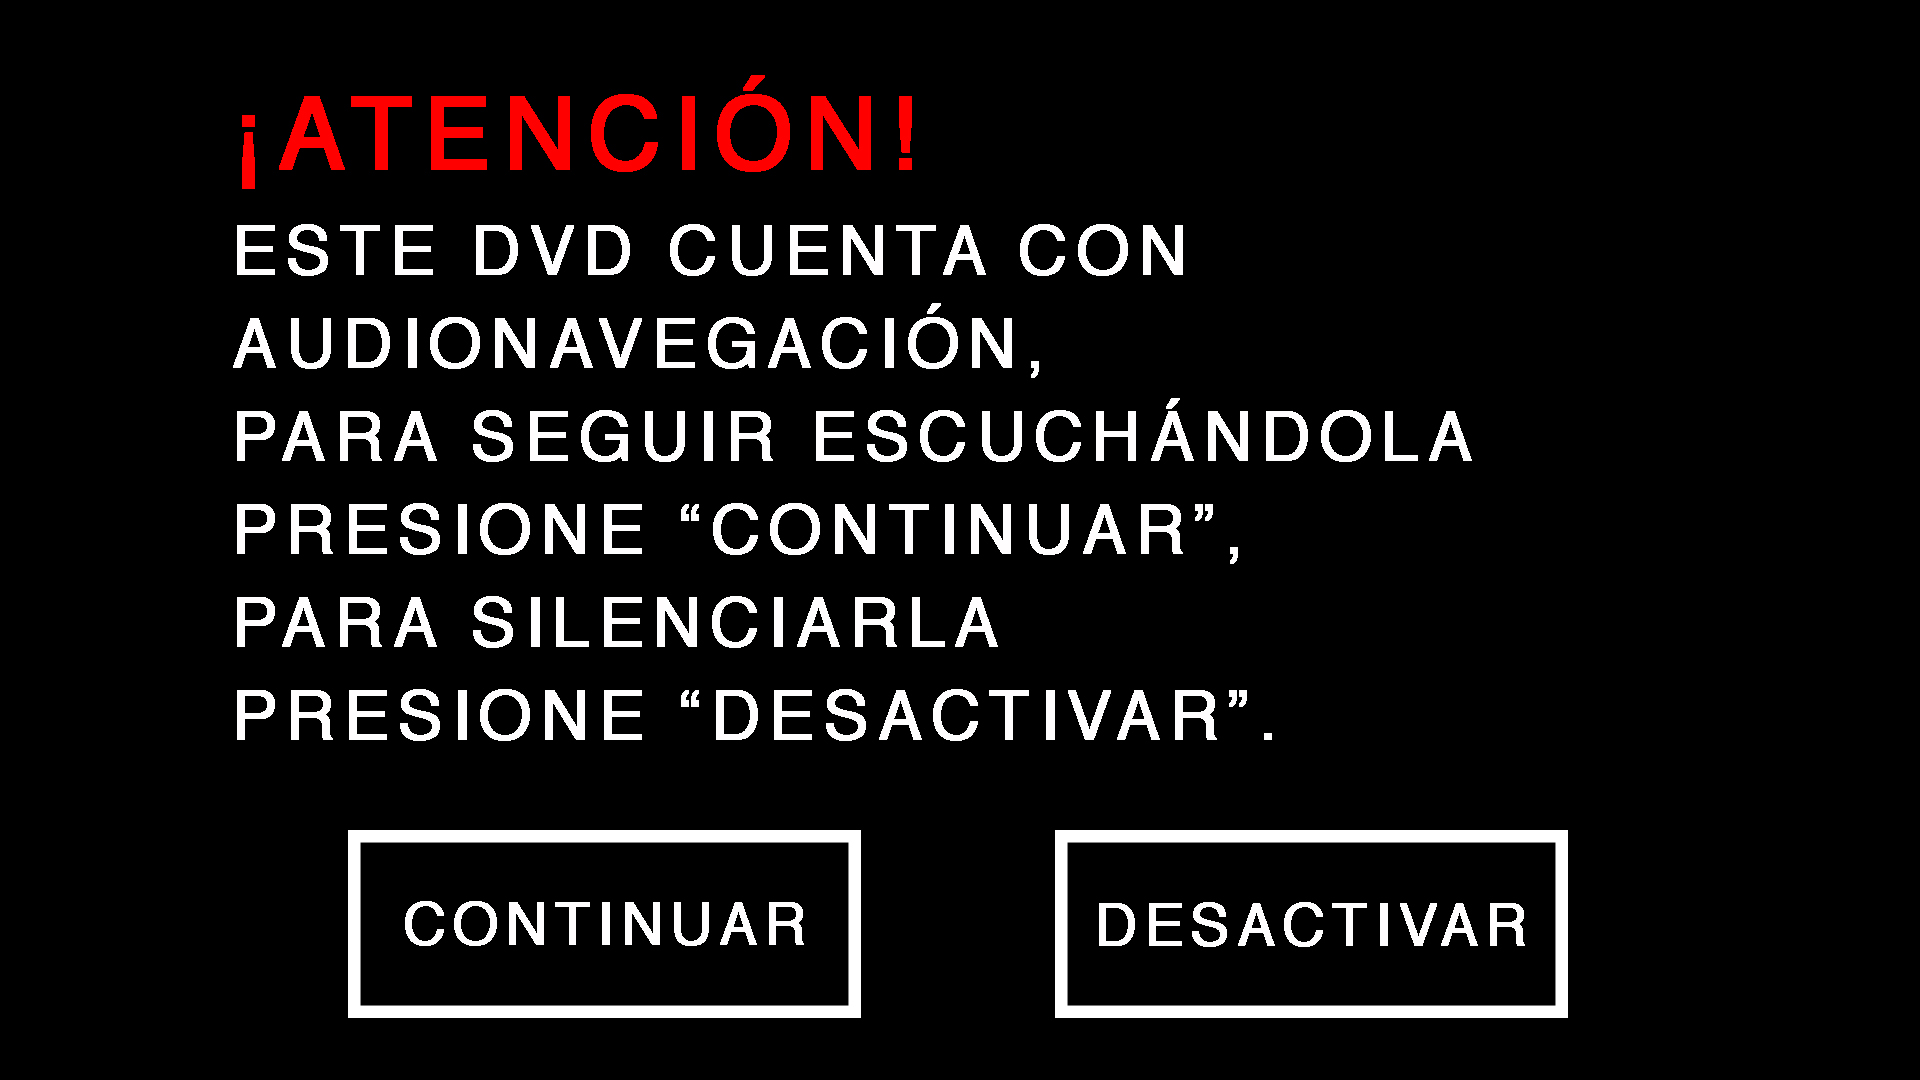 ¡ATENCIÓN!
ESTE DVD CUENTA CON
AUDIONAVEGACIÓN,
PARA SEGUIR ESCUCHÁNDOLA
PRESIONE “CONTINUAR”,
PARA SILENCIARLA
PRESIONE “DESACTIVAR”.
CONTINUAR
DESACTIVAR